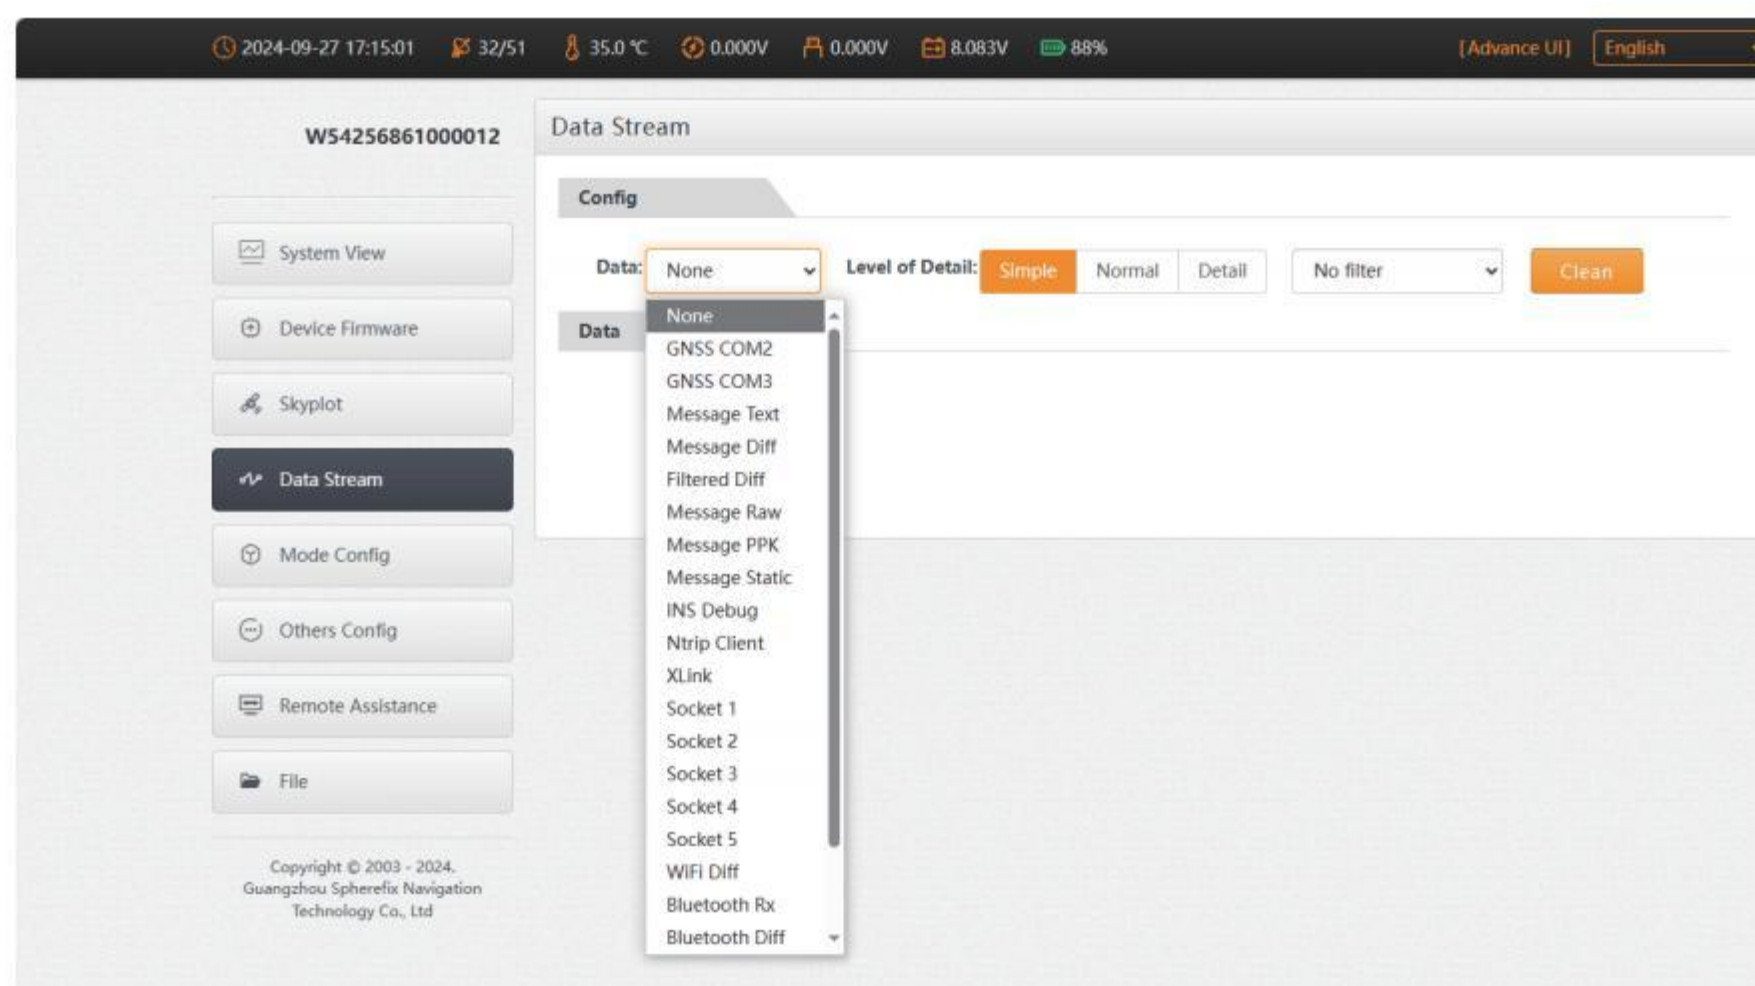 2024-09-27 17:15:01 32/51 35.0 ℃ 0.000V 0.000V 8.083V 88% [Advance UI] English
W54256861000012
System View
Device Firmware
Skyplot
Data Stream
Mode Config
Others Config
Remote Assistance
File
Copyright © 2003 - 2024.
Guangzhou Spherefix Navigation
Technology Co., Ltd
Data Stream
Config
Data: None Level of Detail: Simple Normal Detail No filter Clean
Data
None
GNSS COM2
GNSS COM3
Message Text
Message Diff
Filtered Diff
Message Raw
Message PPK
Message Static
INS Debug
Ntrip Client
XLink
Socket 1
Socket 2
Socket 3
Socket 4
Socket 5
WiFi Diff
Bluetooth Rx
Bluetooth Diff